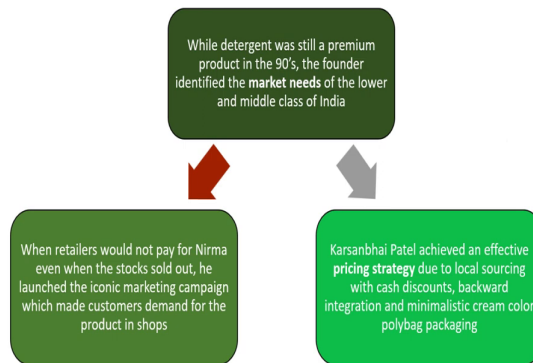 While detergent was still a premium
product in the 90's, the founder
identified the market needs of the lower
and middle class of India
When retailers would not pay for Nirma
even when the stocks sold out, he
launched the iconic marketing campaign
which made customers demand for the
product in shops
Karsanbhai Patel achieved an effective
pricing strategy due to local sourcing
with cash discounts, backward
integration and minimalistic cream color
polybag packaging